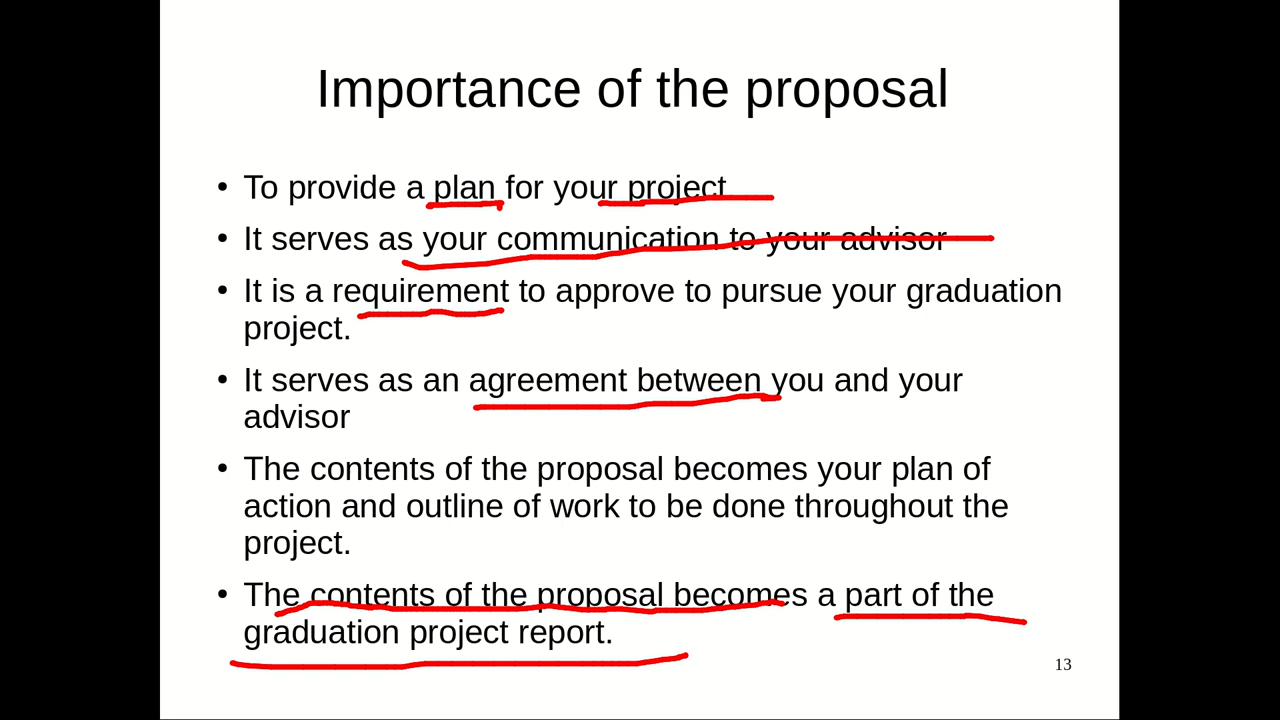 Importance of the proposal
• To provide a plan for your project
• It serves as your communication to your advisor
• It is a requirement to approve to pursue your graduation
project.
• It serves as an agreement between you and your
advisor
• The contents of the proposal becomes your plan of
action and outline of work to be done throughout the
project.
• The contents of the proposal becomes a part of the
graduation project report.
13